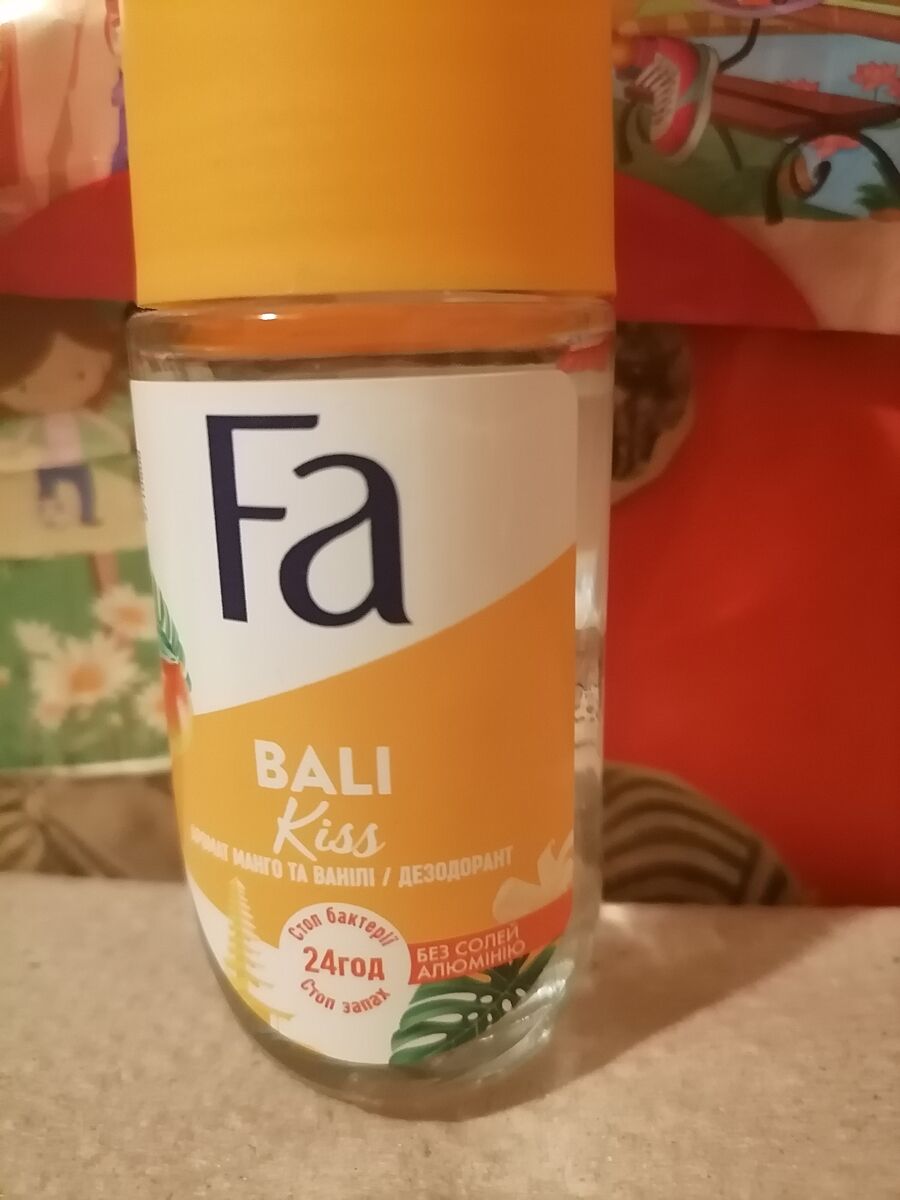 Fa
BALI
Kiss
АРОМАТ МАНГО ТА ВАНІЛІ / ДЕЗОДОРАНТ
Стоп бактерії
24год
Стоп запах
БЕЗ СОЛЕЙ
АЛЮМІНІЮ